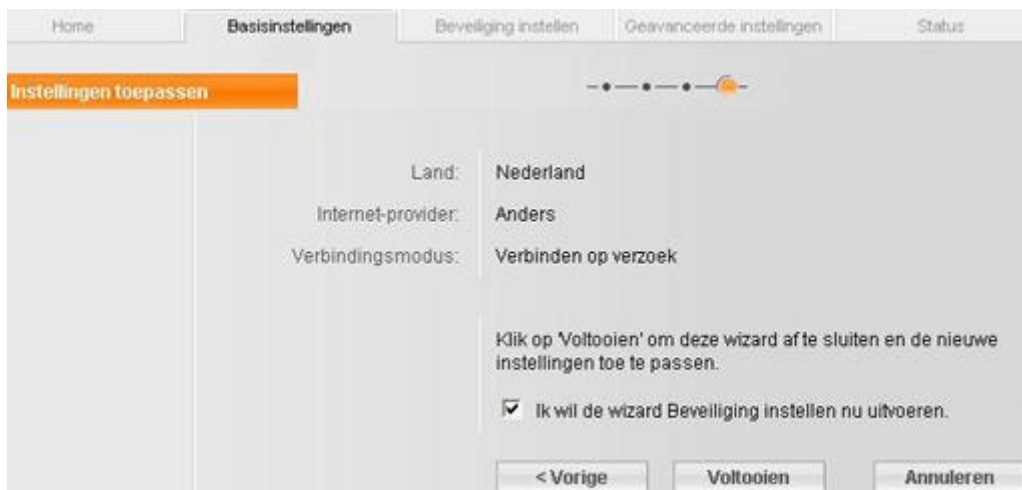 Home Basisinstellingen Beveiliging instellen Geavanceerde instellingen Status
Instellingen toepassen
Land: Nederland
Internet-provider: Anders
Verbindingsmodus: Verbinden op verzoek
Klik op 'Voltooien' om deze wizard af te sluiten en de nieuwe
instellingen toe te passen.
Ik wil de wizard Beveiliging instellen nu uitvoeren.
< Vorige Voltooien Annuleren